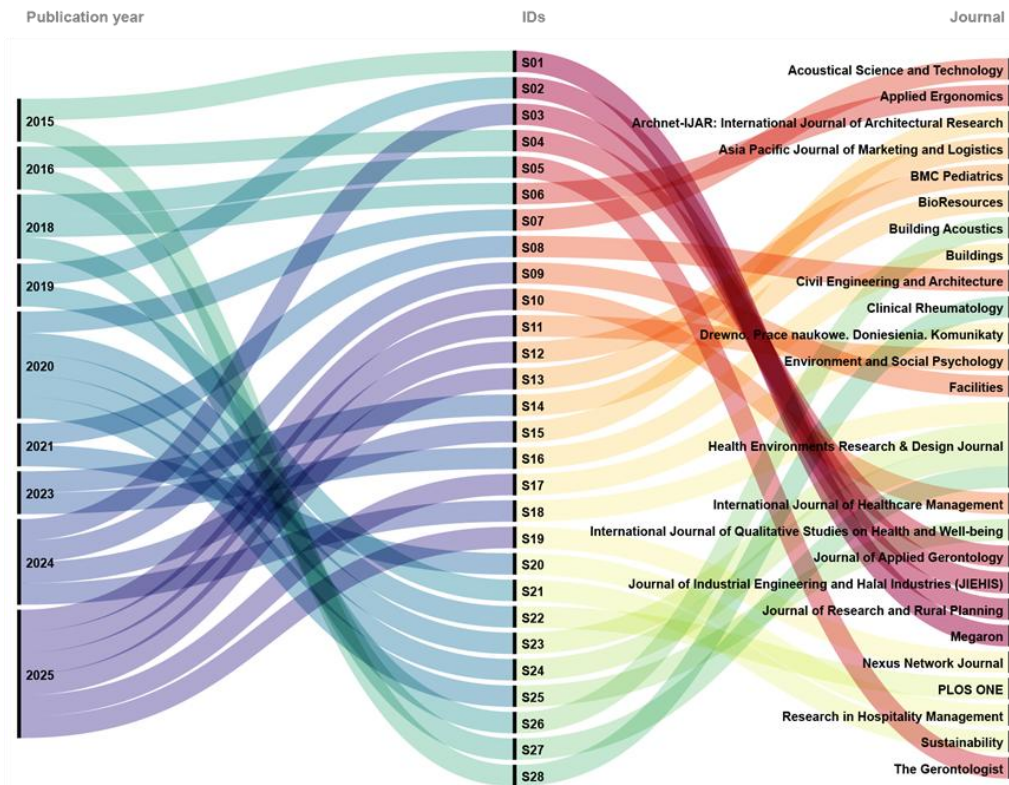 Publication year
IDs
Journal
2015
2016
2018
2019
2020
2021
2023
2024
2025
S01
S02
S03
S04
S05
S06
S07
S08
S09
S10
S11
S12
S13
S14
S15
S16
S17
S18
S19
S20
S21
S22
S23
S24
S25
S26
S27
S28
Acoustical Science and Technology
Applied Ergonomics
Archnet-IJAR: International Journal of Architectural Research
Asia Pacific Journal of Marketing and Logistics
BMC Pediatrics
BioResources
Building Acoustics
Buildings
Civil Engineering and Architecture
Clinical Rheumatology
Drewno. Prace naukowe. Doniesienia. Komunikaty
Environment and Social Psychology
Facilities
Health Environments Research & Design Journal
International Journal of Healthcare Management
International Journal of Qualitative Studies on Health and Well-being
Journal of Applied Gerontology
Journal of Industrial Engineering and Halal Industries (JIEHIS)
Journal of Research and Rural Planning
Megaron
Nexus Network Journal
PLOS ONE
Research in Hospitality Management
Sustainability
The Gerontologist